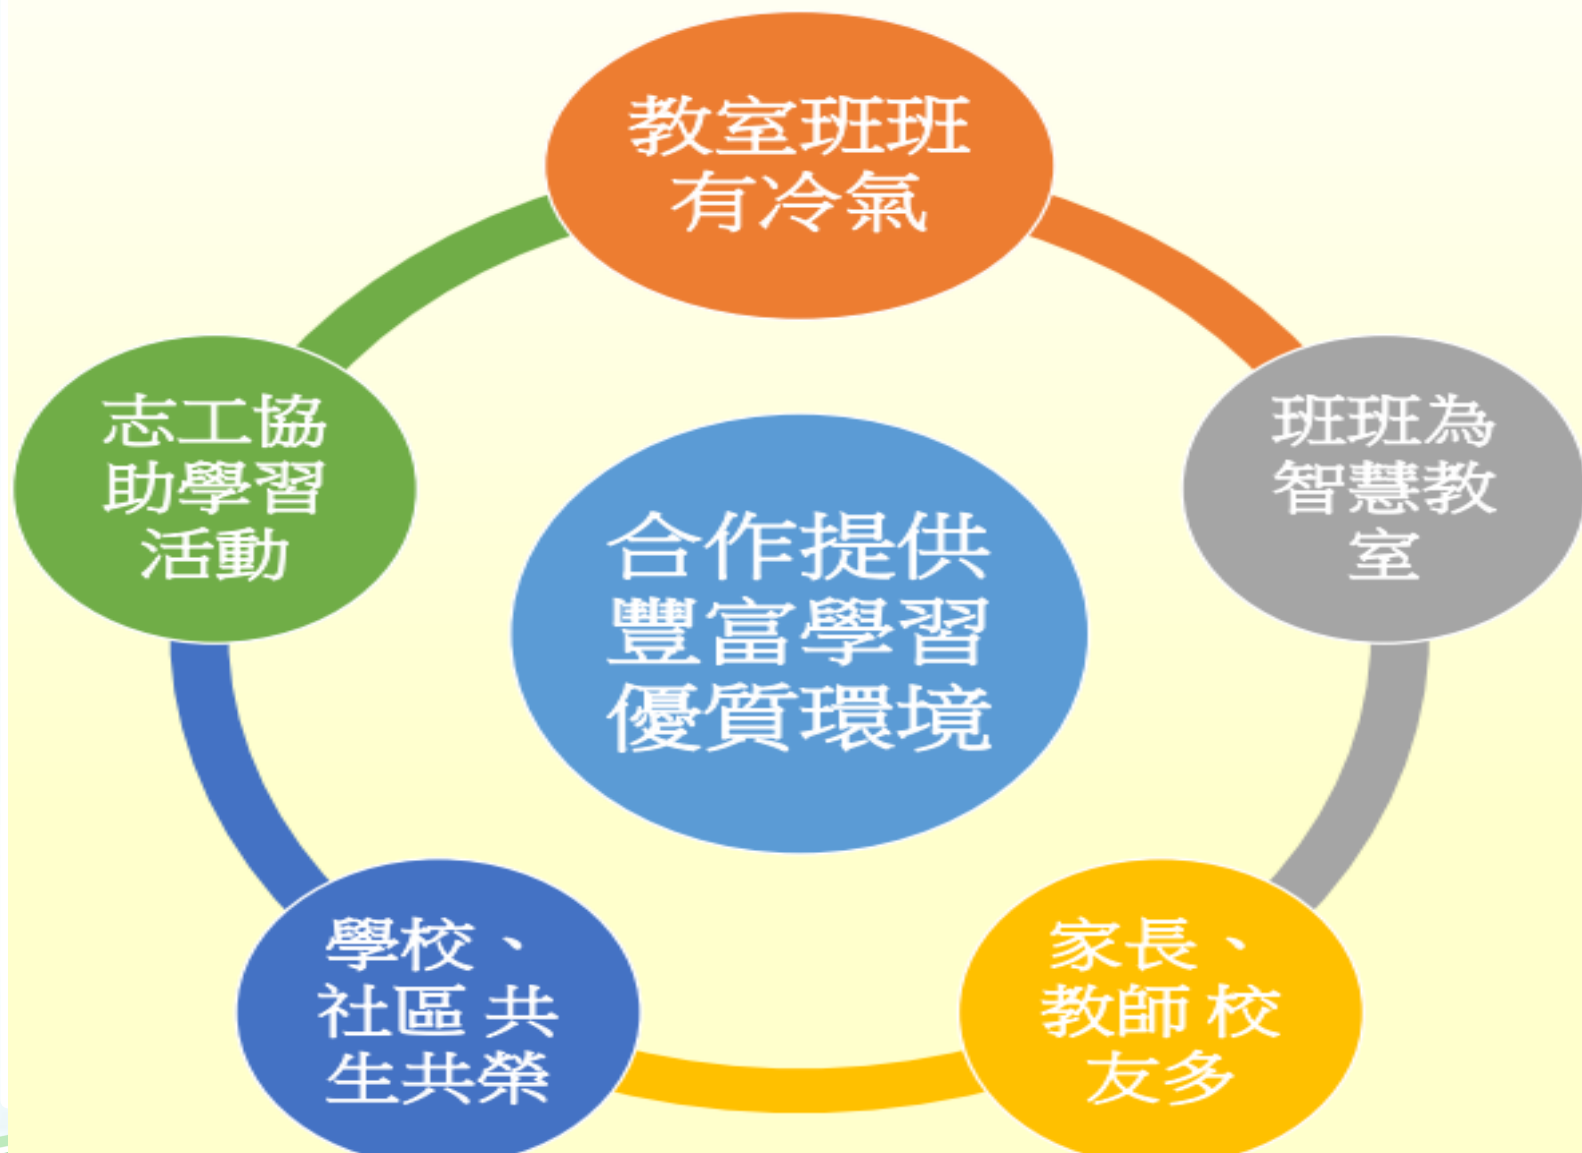 教室班班
有冷氣
志工協
助學習
活動
班班為
智慧教
室
合作提供
豐富學習
優質環境
學校、
社區 共
生共榮
家長、
教師 校
友多